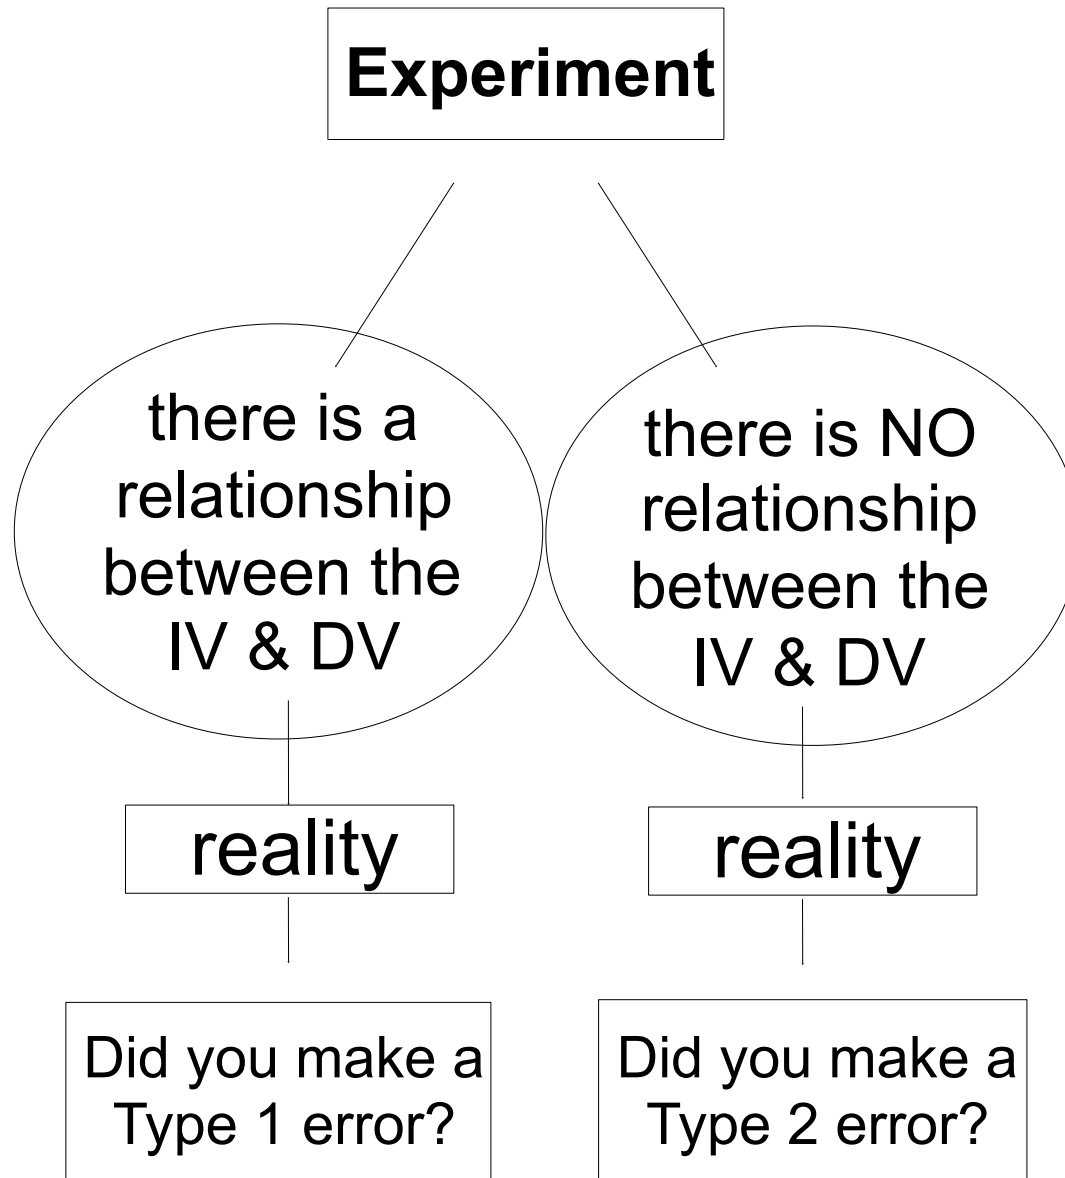 Experiment
there is a
relationship
between the
IV & DV
there is NO
relationship
between the
IV & DV
reality
reality
Did you make a
Type 1 error?
Did you make a
Type 2 error?